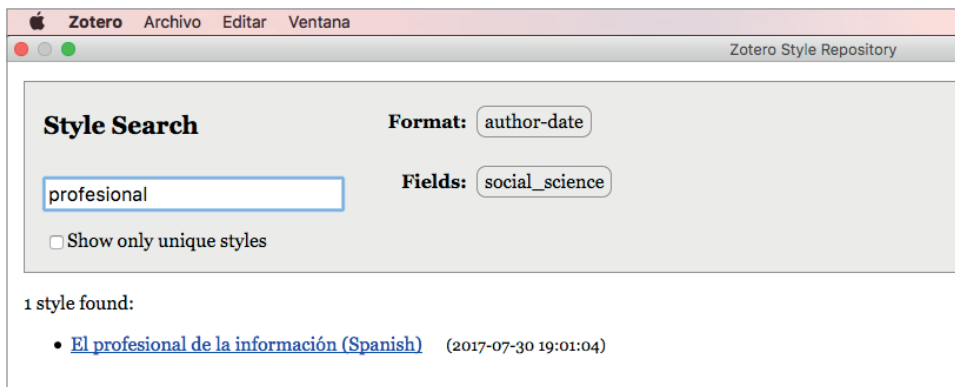 Zotero Archivo Editar Ventana
Zotero Style Repository
Style Search
Format: author-date
Fields: social_science
profesional
Show only unique styles
1 style found:
• El profesional de la información (Spanish) (2017-07-30 19:01:04)